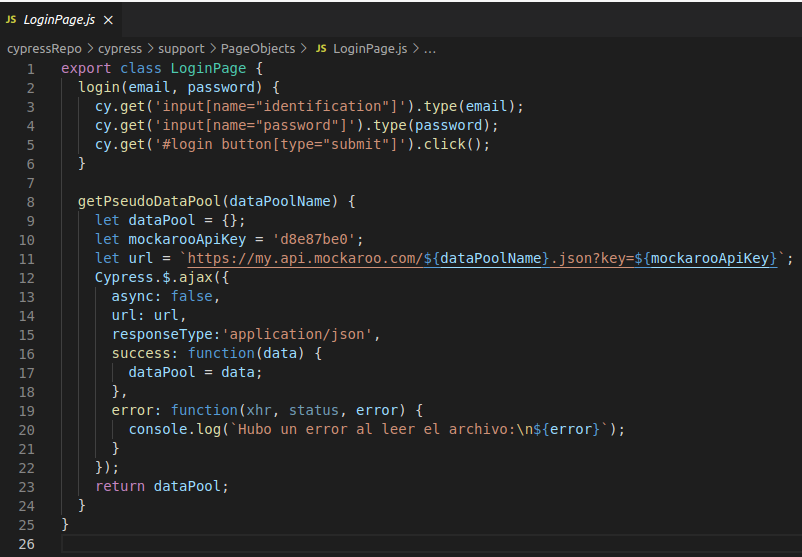 JS LoginPage.js ×
cypressRepo > cypress > support > PageObjects > JS LoginPage.js > ...
1 export class LoginPage {
2   login(email, password) {
3     cy.get('input[name="identification"]').type(email);
4     cy.get('input[name="password"]').type(password);
5     cy.get('#login button[type="submit"]').click();
6   }
7
8   getPseudoDataPool(dataPoolName) {
9     let dataPool = {};
10     let mockarooApiKey = 'd8e87be0';
11     let url = `https://my.api.mockaroo.com/${dataPoolName}.json?key=${mockarooApiKey}`;
12     Cypress.$.ajax({
13       async: false,
14       url: url,
15       responseType:'application/json',
16       success: function(data) {
17         dataPool = data;
18       },
19       error: function(xhr, status, error) {
20         console.log(`Hubo un error al leer el archivo:\n${error}`);
21       }
22     });
23     return dataPool;
24   }
25 }
26